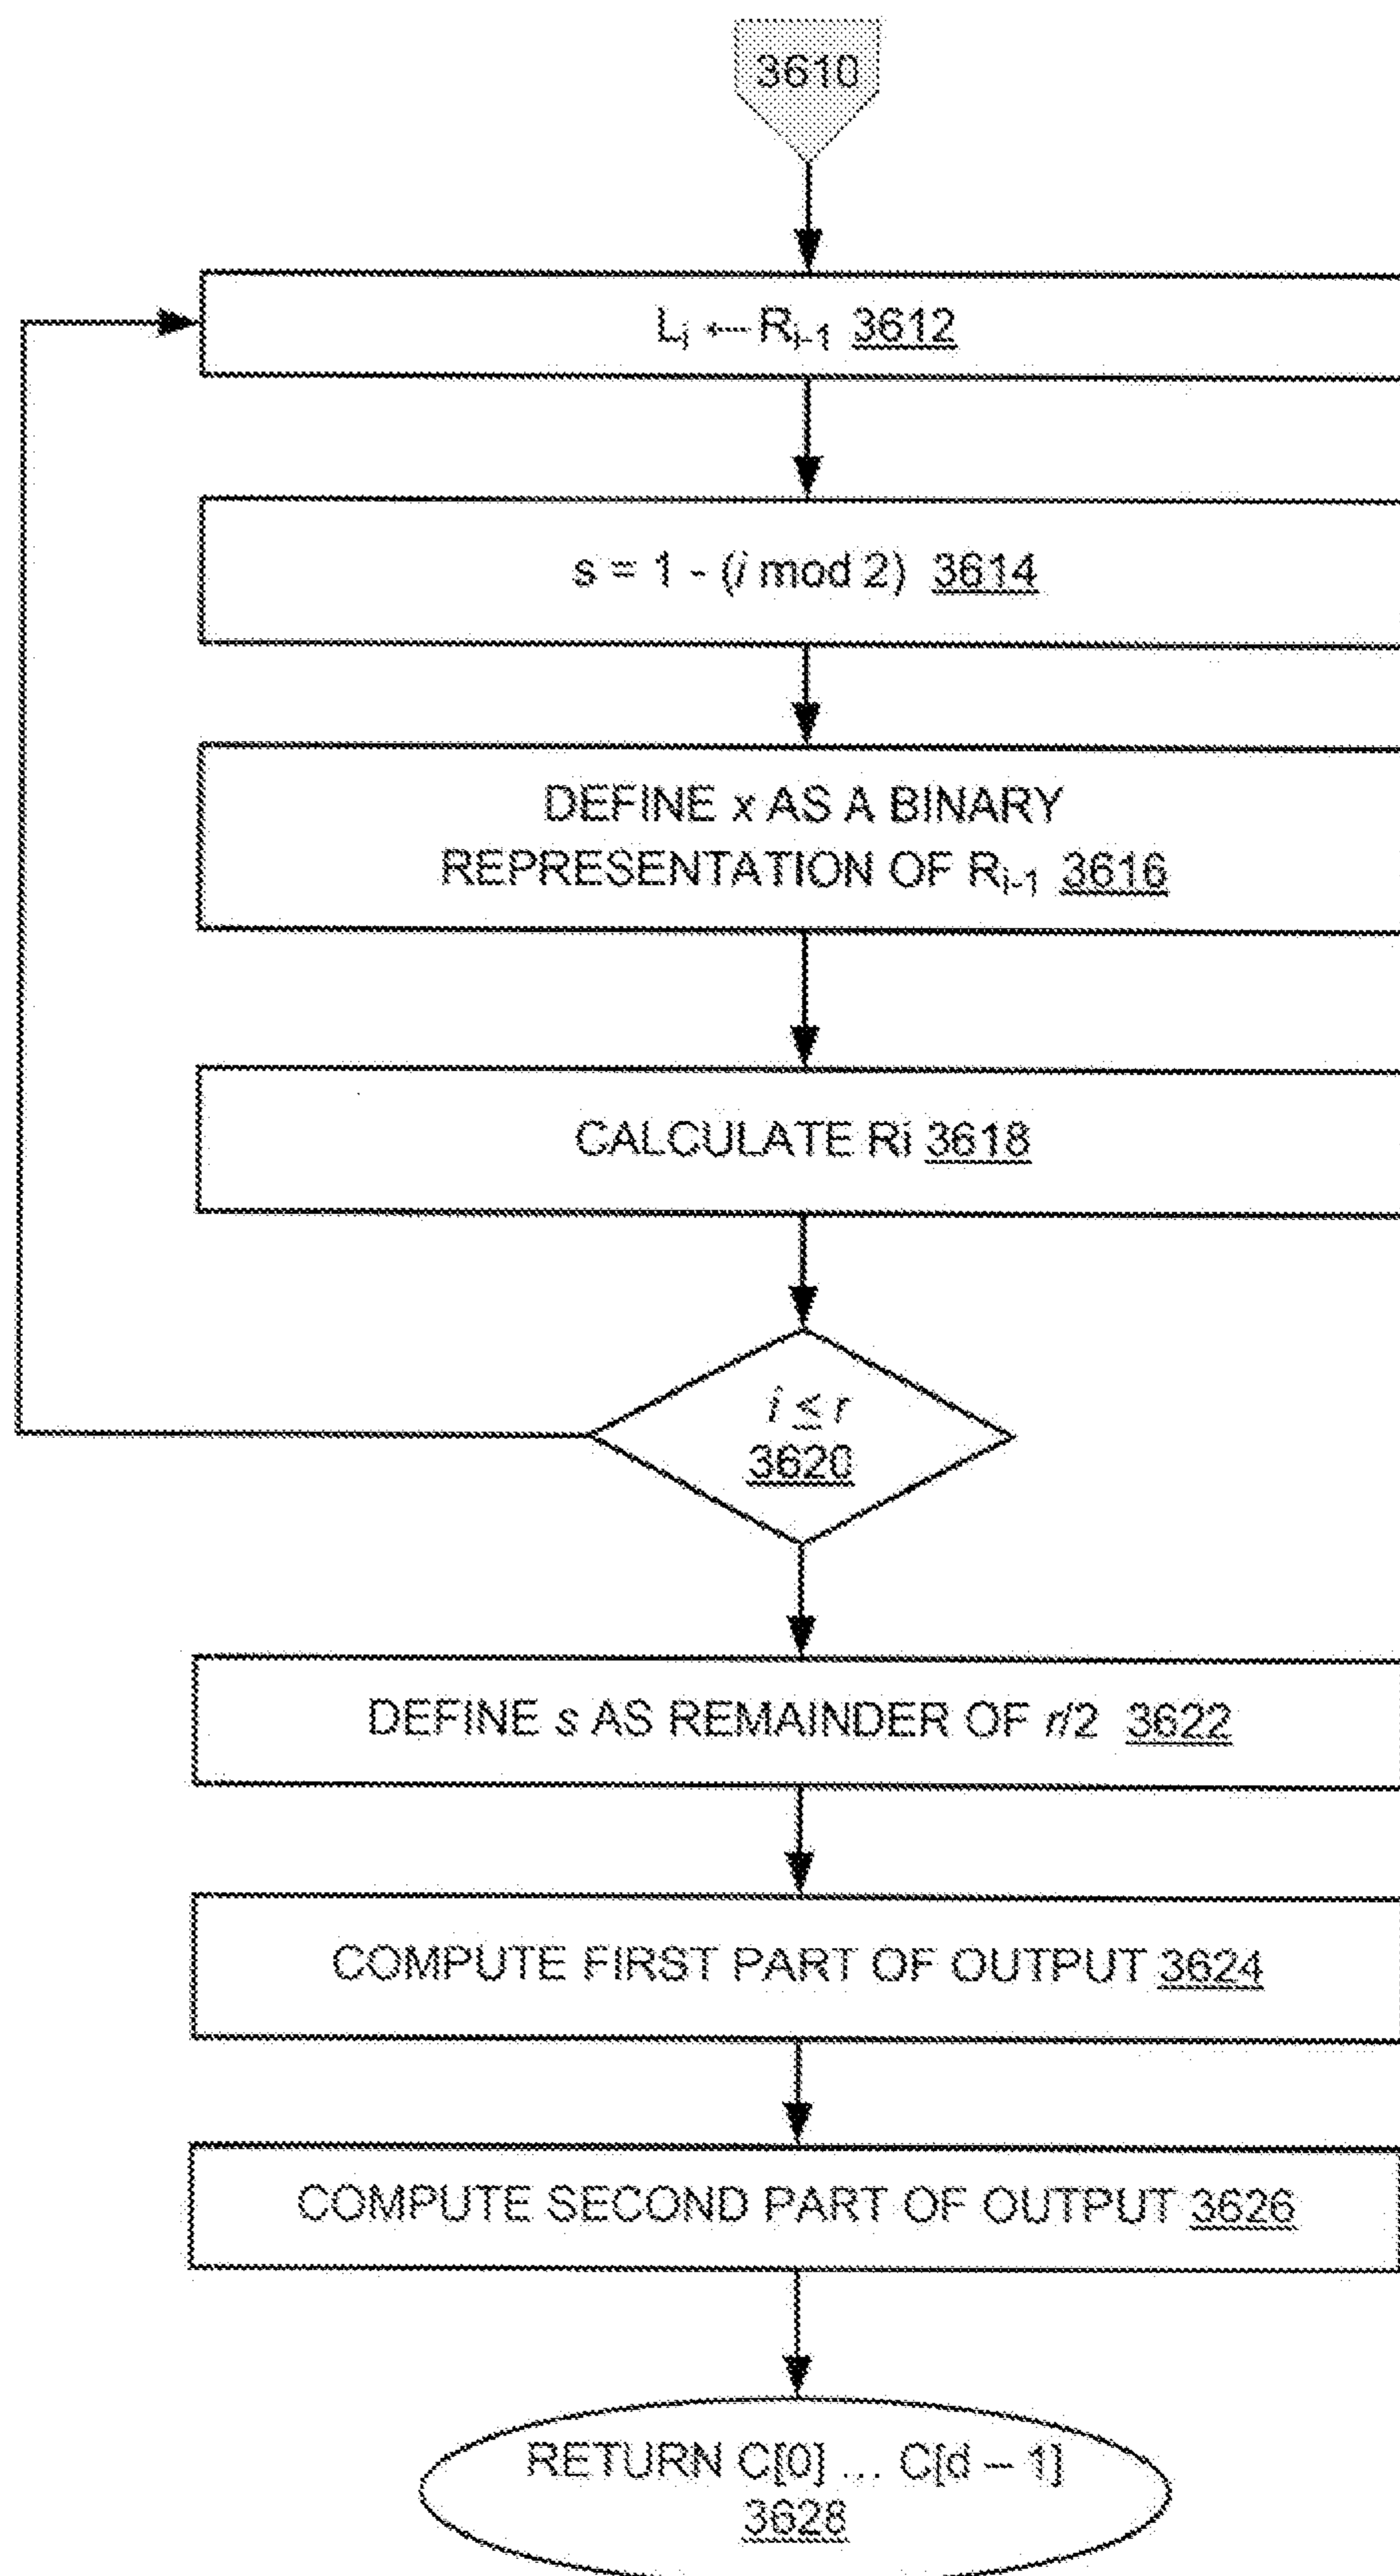 3610
Lᵢ ← Rᵢ₋₁ 3612
s = 1 - (i mod 2) 3614
DEFINE x AS A BINARY
REPRESENTATION OF Rᵢ₋₁ 3616
CALCULATE Ri 3618
i ≤ r
3620
DEFINE s AS REMAINDER OF r/2 3622
COMPUTE FIRST PART OF OUTPUT 3624
COMPUTE SECOND PART OF OUTPUT 3626
RETURN C[0] ... C[d – 1]
3628